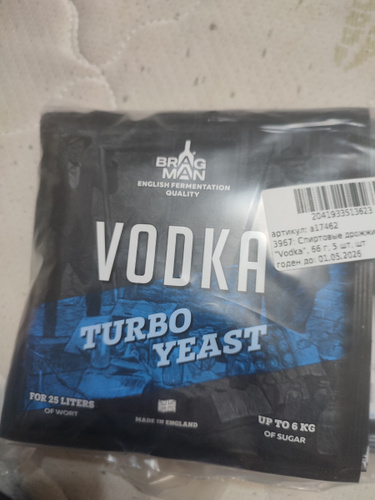 BRAG
MAN
ENGLISH FERMENTATION
QUALITY
VODKA
TURBO
YEAST
FOR 25 LITERS
OF WORT
MADE IN ENGLAND
UP TO 6 KG
OF SUGAR
2041933513623
артикул: a17462
3967: Спиртовые дрожжи
"Vodka", 66 г, 5 шт, шт
годен до: 01.05.2026